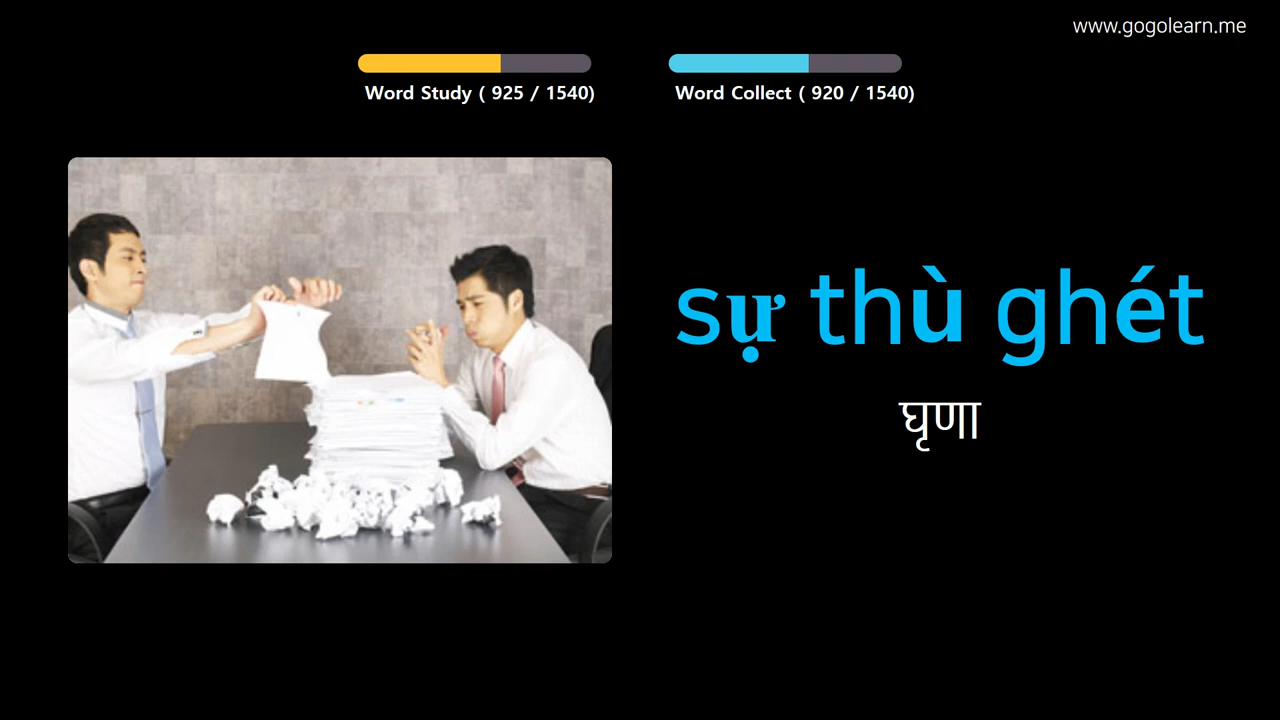 www.gogolearn.me
Word Study ( 925 / 1540)
Word Collect ( 920 / 1540)
sự thù ghét
घृणा